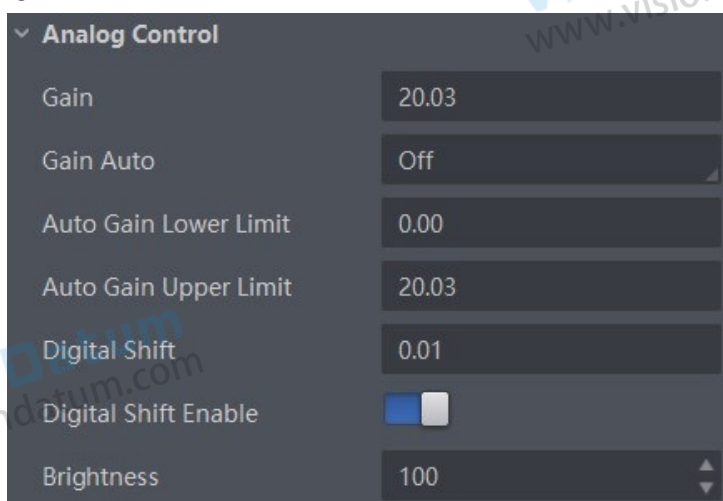 Analog Control
Gain 20.03
Gain Auto Off
Auto Gain Lower Limit 0.00
Auto Gain Upper Limit 20.03
Digital Shift 0.01
Digital Shift Enable
Brightness 100